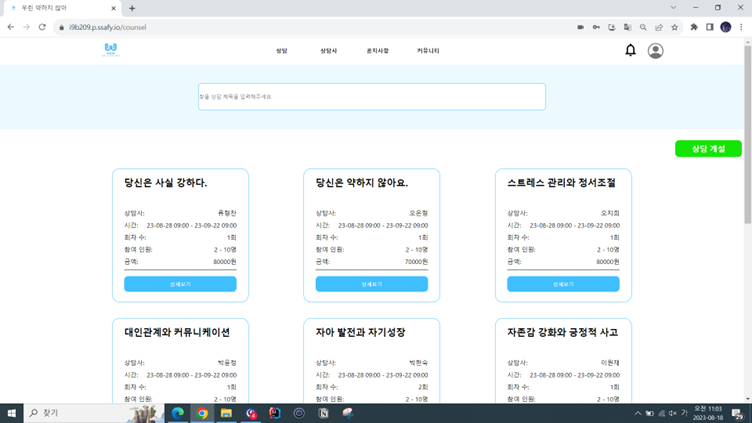 우린 약하지 않아
i9b209.p.ssafy.io/counsel
상담 상담사 공지사항 커뮤니티
찾을 상담 제목을 입력해주세요
상담 개설
당신은 사실 강하다.
상담사: 류형찬
시간: 23-08-28 09:00 - 23-09-22 09:00
회차 수: 1회
참여 인원: 2 - 10명
금액: 80000원
상세보기
당신은 약하지 않아요.
상담사: 오은형
시간: 23-08-28 09:00 - 23-09-22 09:00
회차 수: 1회
참여 인원: 2 - 10명
금액: 70000원
상세보기
스트레스 관리와 정서조절
상담사: 오지희
시간: 23-08-28 09:00 - 23-09-22 09:00
회차 수: 1회
참여 인원: 2 - 10명
금액: 80000원
상세보기
대인관계와 커뮤니케이션
상담사: 박윤정
시간: 23-08-28 09:00 - 23-09-22 09:00
회차 수: 1회
참여 인원: 2 - 10명
자아 발전과 자기성장
상담사: 박현숙
시간: 23-08-28 09:00 - 23-09-22 09:00
회차 수: 2회
참여 인원: 2 - 10명
자존감 강화와 긍정적 사고
상담사: 이원재
시간: 23-08-28 09:00 - 23-09-22 09:00
회차 수: 1회
참여 인원: 2 - 10명
찾기
가
오전 11:03
2023-08-18
29